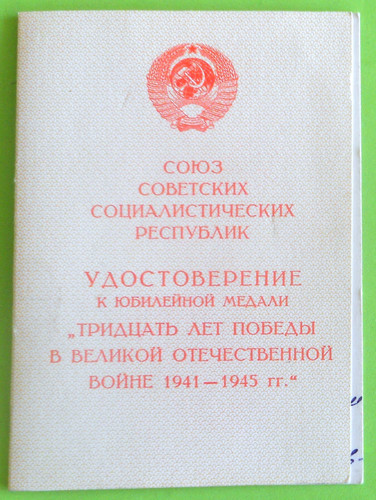 СОЮЗ
СОВЕТСКИХ
СОЦИАЛИСТИЧЕСКИХ
РЕСПУБЛИК
УДОСТОВЕРЕНИЕ
К ЮБИЛЕЙНОЙ МЕДАЛИ
„ТРИДЦАТЬ ЛЕТ ПОБЕДЫ
В ВЕЛИКОЙ ОТЕЧЕСТВЕННОЙ
ВОЙНЕ 1941—1945 гг.“